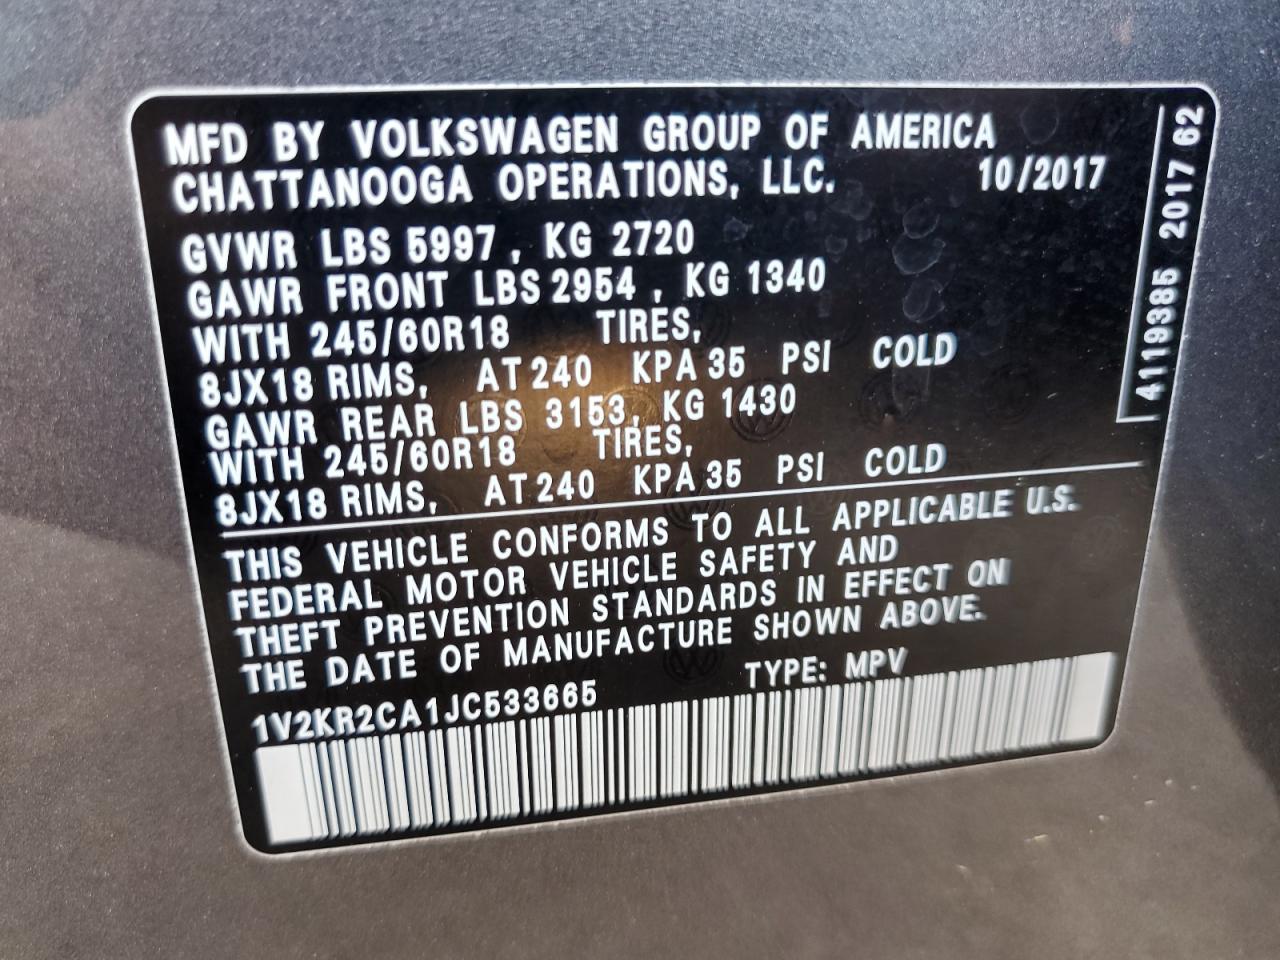 MFD BY VOLKSWAGEN GROUP OF AMERICA
CHATTANOOGA OPERATIONS, LLC. 10/2017
GVWR LBS 5997 , KG 2720
GAWR FRONT LBS 2954 , KG 1340
WITH 245/60R18 TIRES,
8JX18 RIMS, AT 240 KPA 35 PSI COLD
GAWR REAR LBS 3153, KG 1430
WITH 245/60R18 TIRES,
8JX18 RIMS, AT 240 KPA 35 PSI COLD
4119385 2017 62
THIS VEHICLE CONFORMS TO ALL APPLICABLE U.S.
FEDERAL MOTOR VEHICLE SAFETY AND
THEFT PREVENTION STANDARDS IN EFFECT ON
THE DATE OF MANUFACTURE SHOWN ABOVE.
1V2KR2CA1JC533665 TYPE: MPV